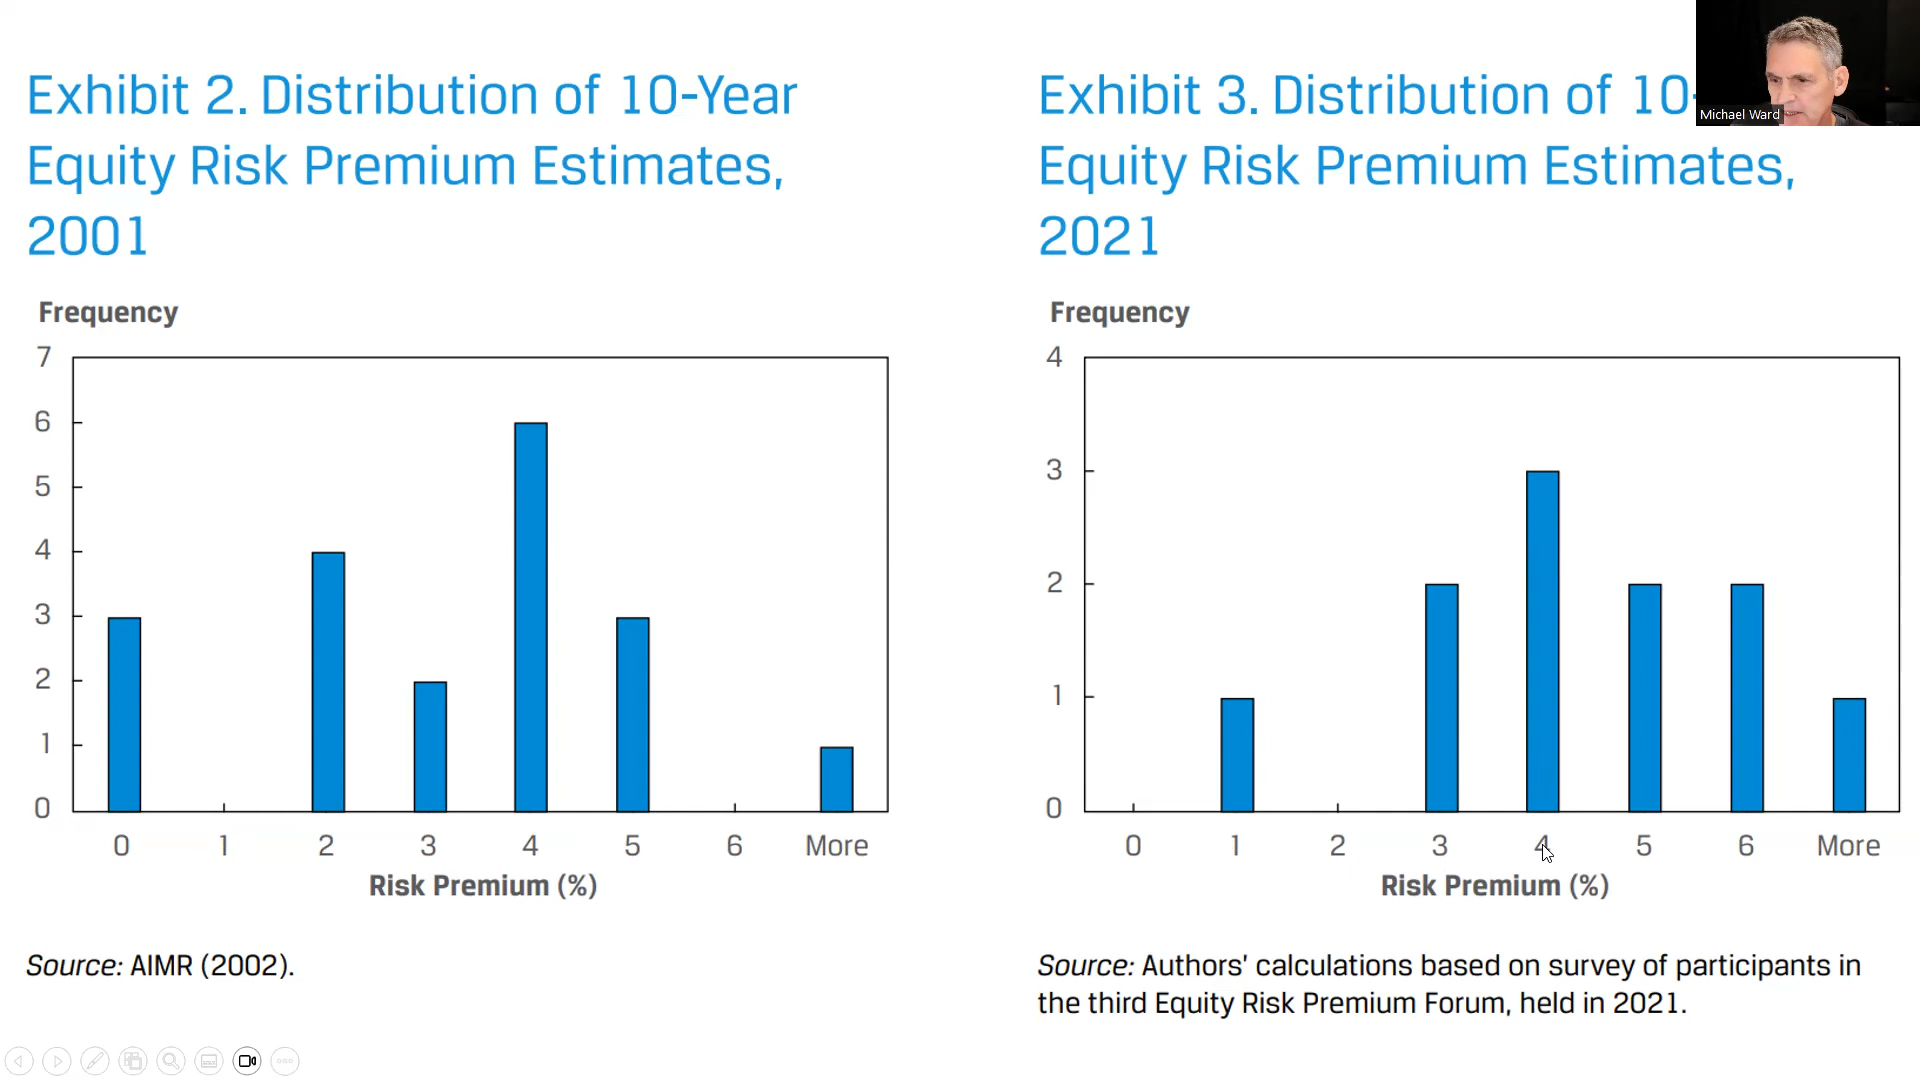 Exhibit 2. Distribution of 10-Year
Equity Risk Premium Estimates,
2001
Frequency
7
6
5
4
3
2
1
0
0 1 2 3 4 5 6 More
Risk Premium (%)
Source: AIMR (2002).
Exhibit 3. Distribution of 10-
Equity Risk Premium Estimates,
2021
Frequency
4
3
2
1
0
0 1 2 3 4 5 6 More
Risk Premium (%)
Source: Authors' calculations based on survey of participants in
the third Equity Risk Premium Forum, held in 2021.
Michael Ward